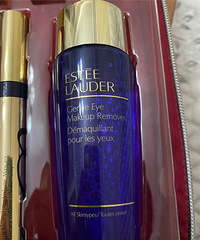 ESTĒE
LAUDER
Gentle Eye
Makeup Remover
Démaquillant
pour les yeux
All Skintypes/Toutes peaux